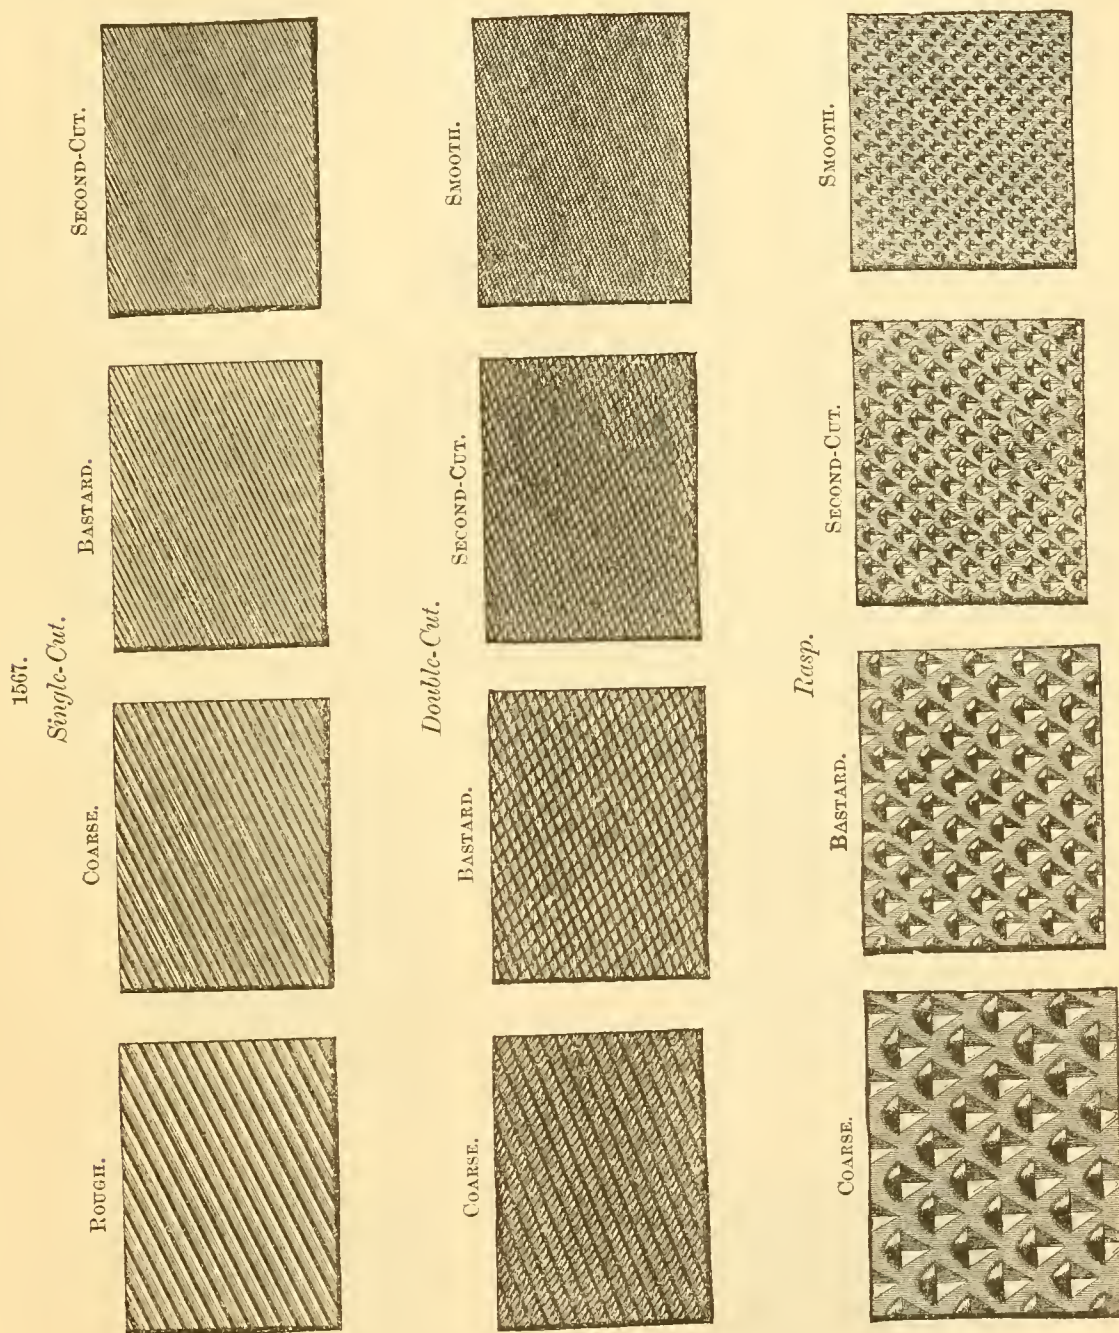 1567.
Single-Cut.
ROUGH. COARSE. BASTARD. SECOND-CUT.
Double-Cut.
COARSE. BASTARD. SECOND-CUT. SMOOTH.
Rasp.
COARSE. BASTARD. SECOND-CUT. SMOOTH.